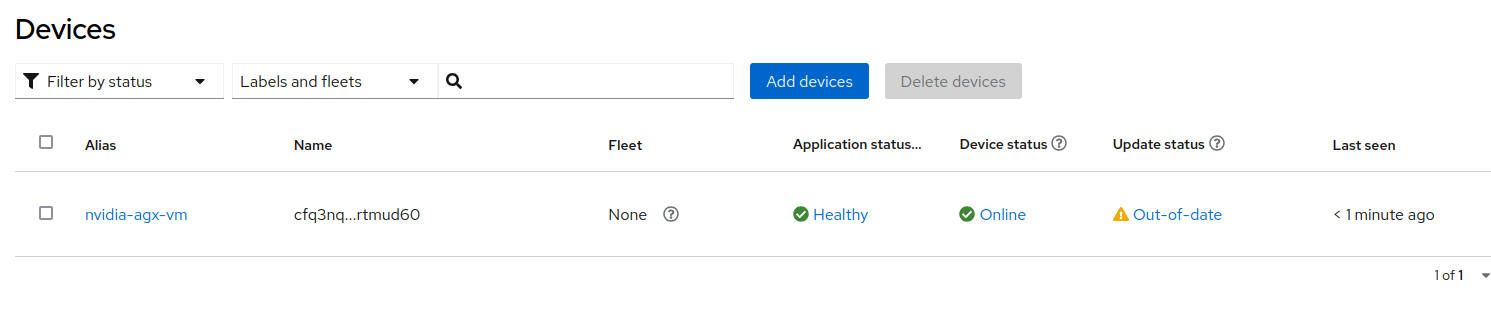 Devices
Filter by status Labels and fleets Add devices Delete devices
Alias Name Fleet Application status... Device status Update status Last seen
nvidia-agx-vm cfq3nq...rtmud60 None Healthy Online Out-of-date < 1 minute ago
1 of 1